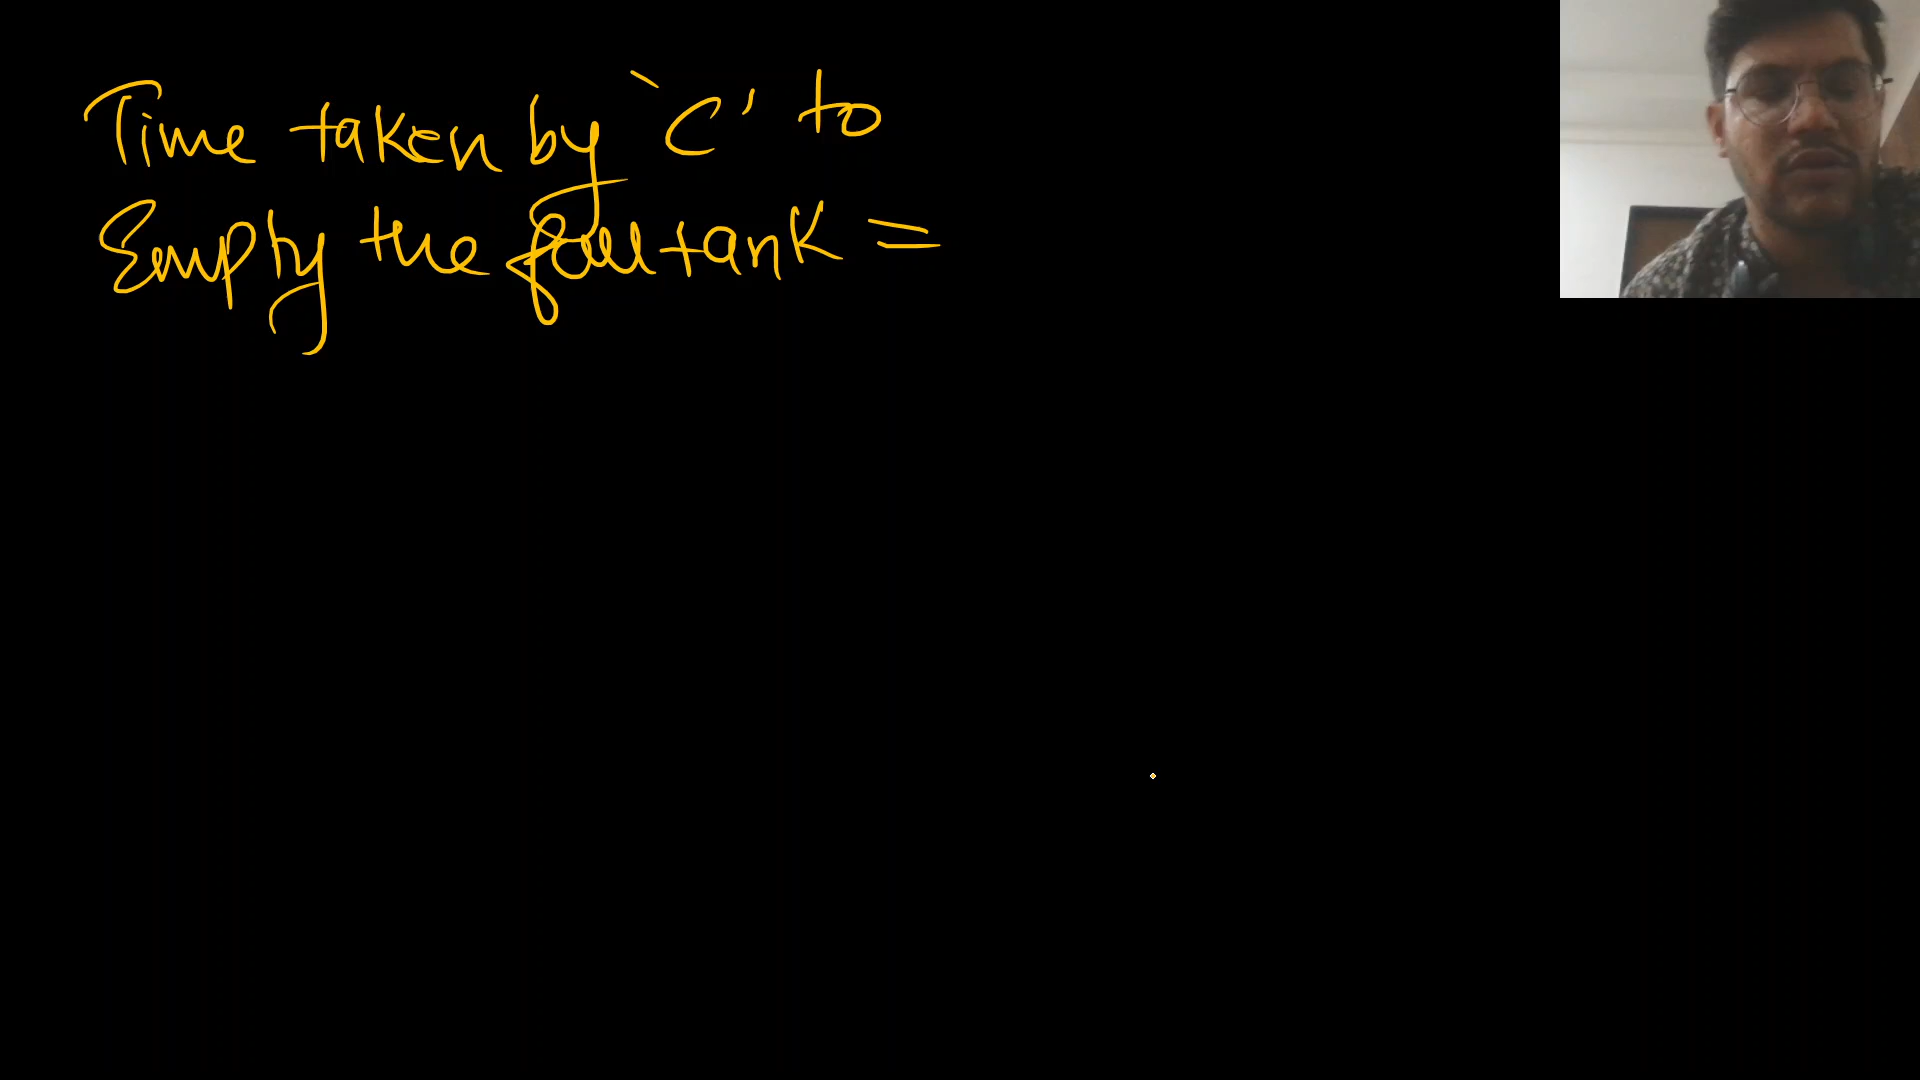 Time taken by `C' to
Empty the full tank =